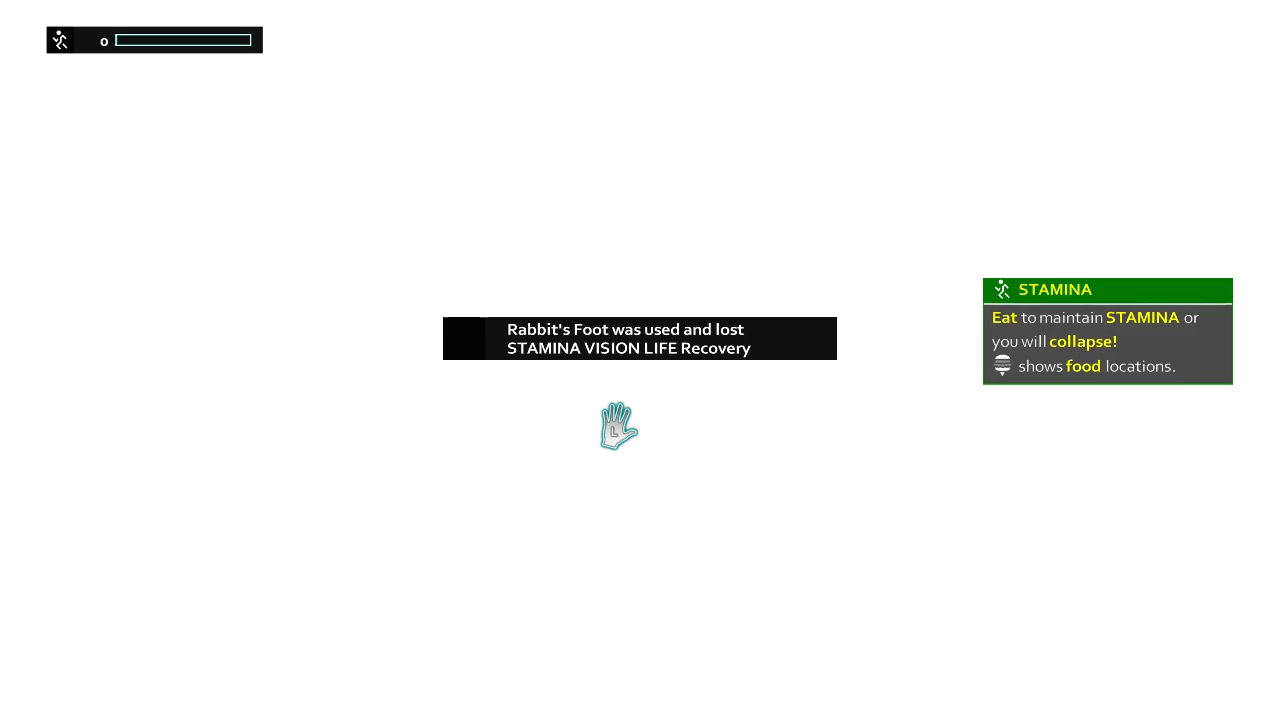 0
Rabbit's Foot was used and lost
STAMINA VISION LIFE Recovery
L
STAMINA
Eat to maintain STAMINA or
you will collapse!
shows food locations.